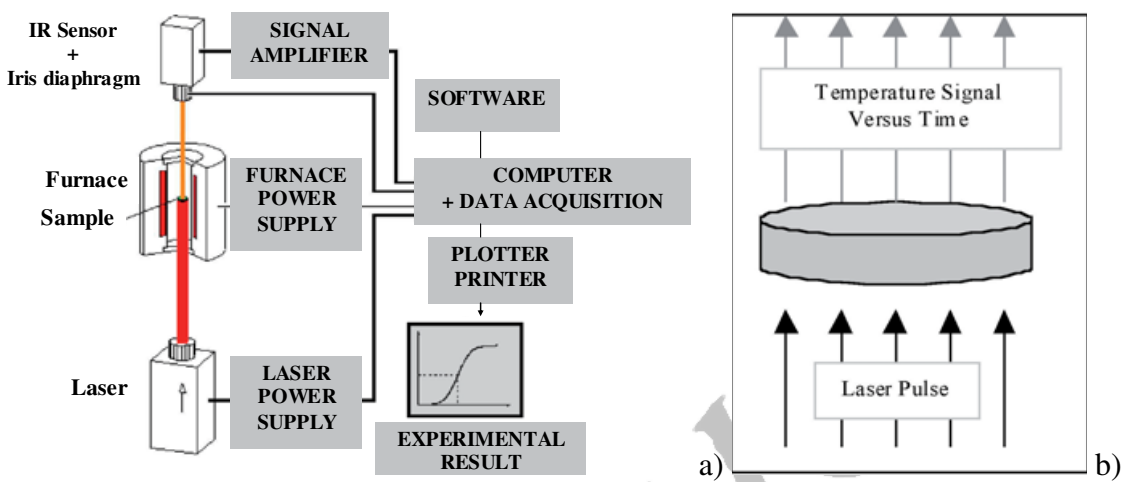 IR Sensor
+
Iris diaphragm
SIGNAL
AMPLIFIER
SOFTWARE
Furnace
Sample
FURNACE
POWER
SUPPLY
COMPUTER
+ DATA ACQUISITION
PLOTTER
PRINTER
Laser
LASER
POWER
SUPPLY
EXPERIMENTAL
RESULT
a)
Temperature Signal
Versus Time
Laser Pulse
b)